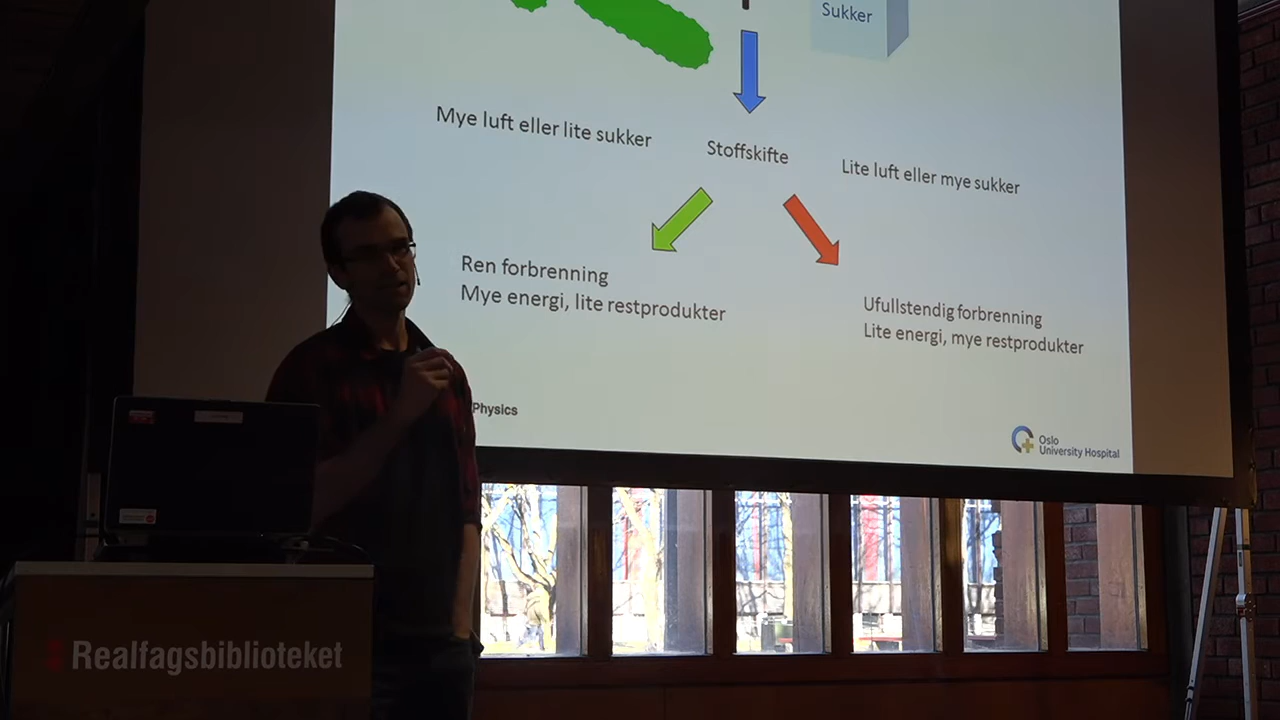 Sukker
Mye luft eller lite sukker
Stoffskifte
Lite luft eller mye sukker
Ren forbrenning
Mye energi, lite restprodukter
Ufullstendig forbrenning
Lite energi, mye restprodukter
Physics
Oslo
University Hospital
Realfagsbiblioteket